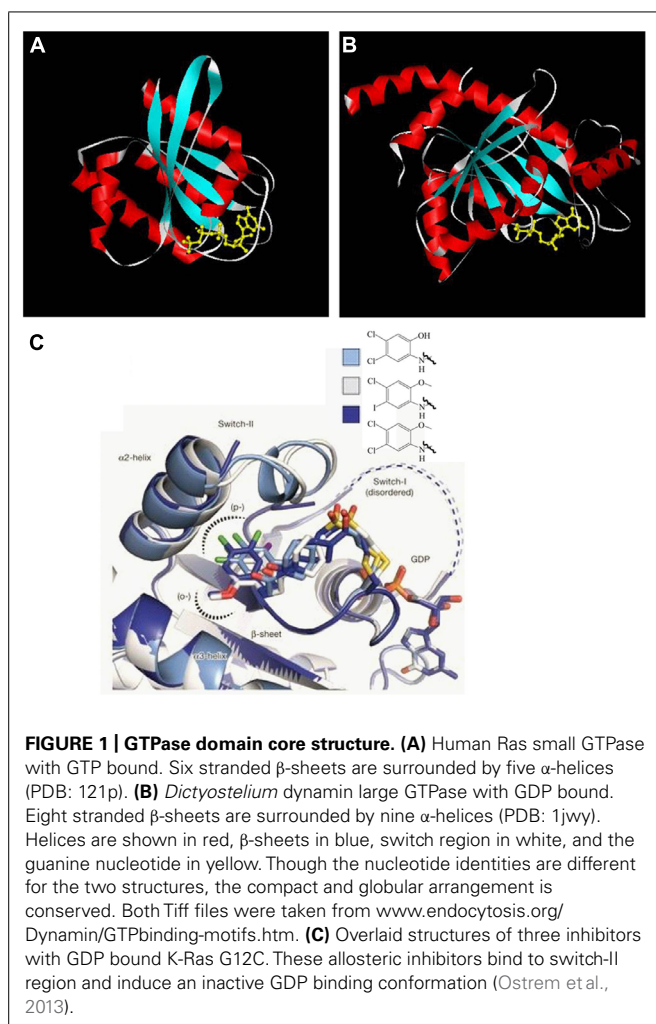 A
B
C
Cl
OH
Cl
N
H
Cl
O
I
N
H
Cl
O
Cl
N
H
Switch-II
α2-helix
Switch-I
(disordered)
(p-)
GDP
(o-)
β-sheet
α3-helix
FIGURE 1 | GTPase domain core structure. (A) Human Ras small GTPase
with GTP bound. Six stranded β-sheets are surrounded by five α-helices
(PDB: 121p). (B) Dictyostelium dynamin large GTPase with GDP bound.
Eight stranded β-sheets are surrounded by nine α-helices (PDB: 1jwy).
Helices are shown in red, β-sheets in blue, switch region in white, and the
guanine nucleotide in yellow. Though the nucleotide identities are different
for the two structures, the compact and globular arrangement is
conserved. Both Tiff files were taken from www.endocytosis.org/
Dynamin/GTPbinding-motifs.htm. (C) Overlaid structures of three inhibitors
with GDP bound K-Ras G12C. These allosteric inhibitors bind to switch-II
region and induce an inactive GDP binding conformation (Ostrem et al.,
2013).